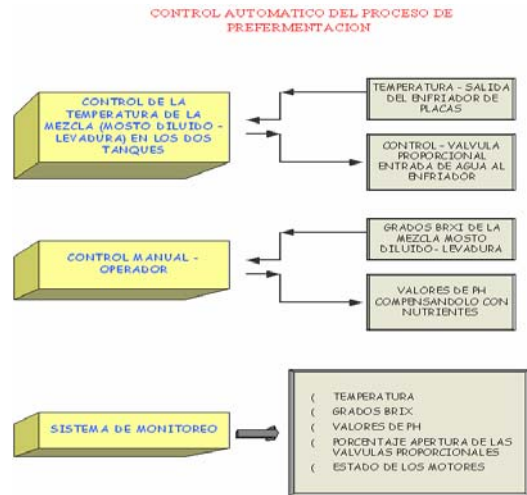 CONTROL AUTOMATICO DEL PROCESO DE
PREFERMENTACION
CONTROL DE LA
TEMPERATURA DE LA
MEZCLA (MOSTO DILUIDO -
LEVADURA) EN LOS DOS
TANQUES
TEMPERATURA - SALIDA
DEL ENFRIADOR DE
PLACAS
CONTROL - VALVULA
PROPORCIONAL
ENTRADA DE AGUA AL
ENFRIADOR
CONTROL MANUAL -
OPERADOR
GRADOS BRXI DE LA
MEZCLA MOSTO
DILUIDO - LEVADURA
VALORES DE PH
COMPENSANDOLO CON
NUTRIENTES
SISTEMA DE MONITOREO
( TEMPERATURA
( GRADOS BRIX
( VALORES DE PH
( PORCENTAJE APERTURA DE LAS
VALVULAS PROPORCIONALES
( ESTADO DE LOS MOTORES